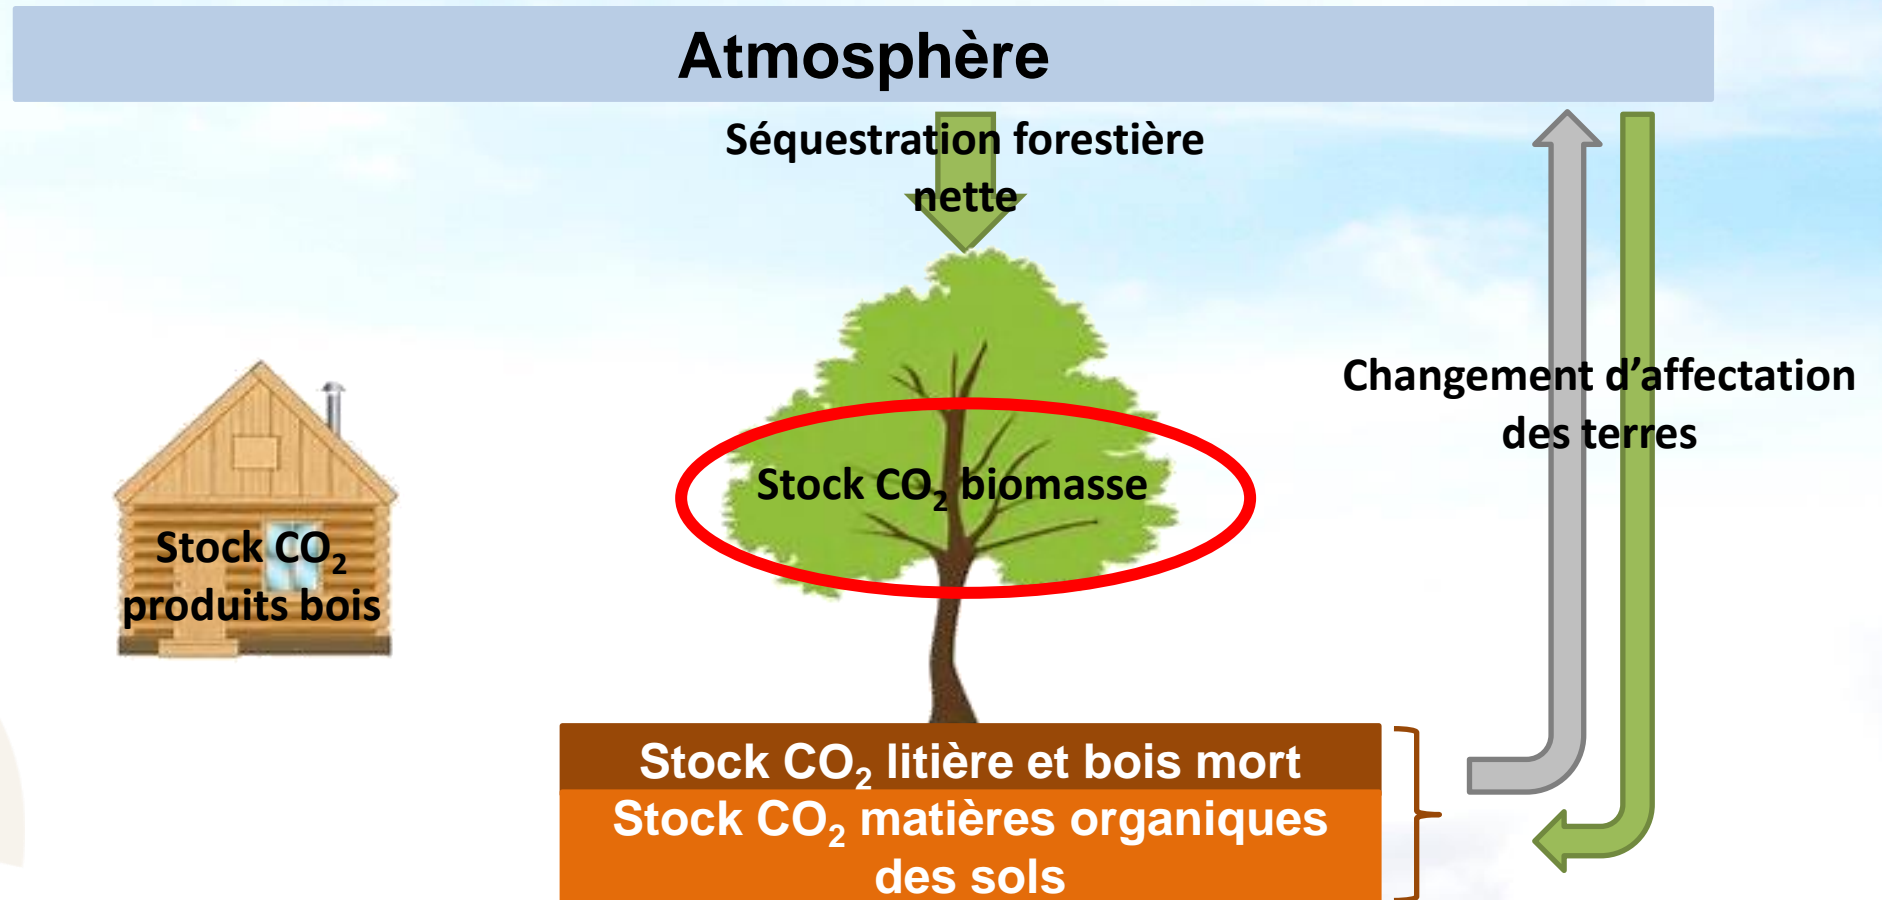 Atmosphère
Séquestration forestière
nette
Changement d’affectation
des terres
Stock CO₂ biomasse
Stock CO₂
produits bois
Stock CO₂ litière et bois mort
Stock CO₂ matières organiques
des sols